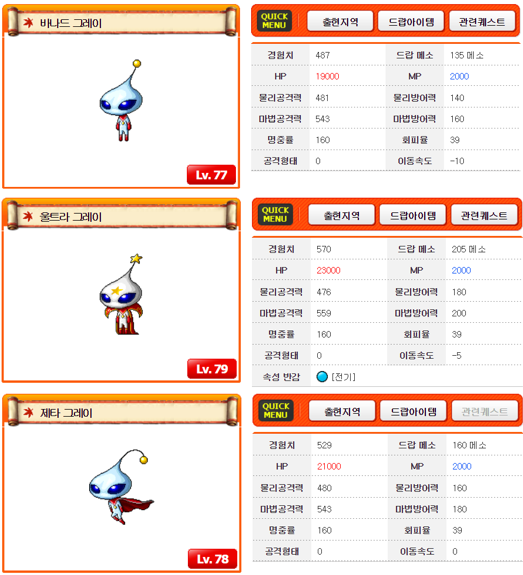 바나드 그레이
Lv. 77
QUICK MENU 출현지역 드랍아이템 관련퀘스트
경험치 487 드랍 메소 135 메소
HP 19000 MP 2000
물리공격력 481 물리방어력 140
마법공격력 543 마법방어력 160
명중률 160 회피율 39
공격형태 0 이동속도 -10
울트라 그레이
Lv. 79
QUICK MENU 출현지역 드랍아이템 관련퀘스트
경험치 570 드랍 메소 205 메소
HP 23000 MP 2000
물리공격력 476 물리방어력 180
마법공격력 559 마법방어력 200
명중률 160 회피율 39
공격형태 0 이동속도 -5
속성 반감 [전기]
제타 그레이
Lv. 78
QUICK MENU 출현지역 드랍아이템 관련퀘스트
경험치 529 드랍 메소 160 메소
HP 21000 MP 2000
물리공격력 480 물리방어력 160
마법공격력 543 마법방어력 180
명중률 160 회피율 39
공격형태 0 이동속도 0